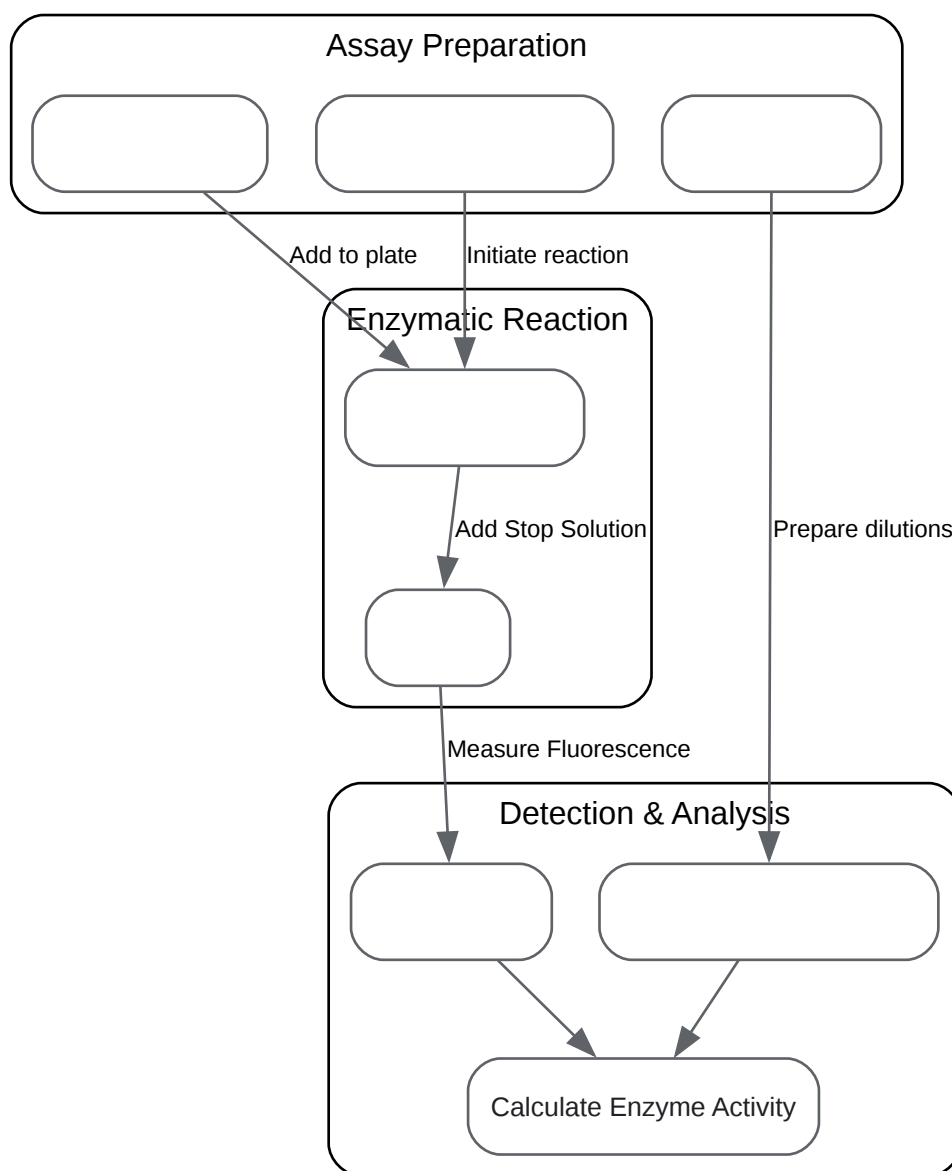 Assay Preparation
Add to plate
Initiate reaction
Enzymatic Reaction
Add Stop Solution
Prepare dilutions
Measure Fluorescence
Detection & Analysis
Calculate Enzyme Activity